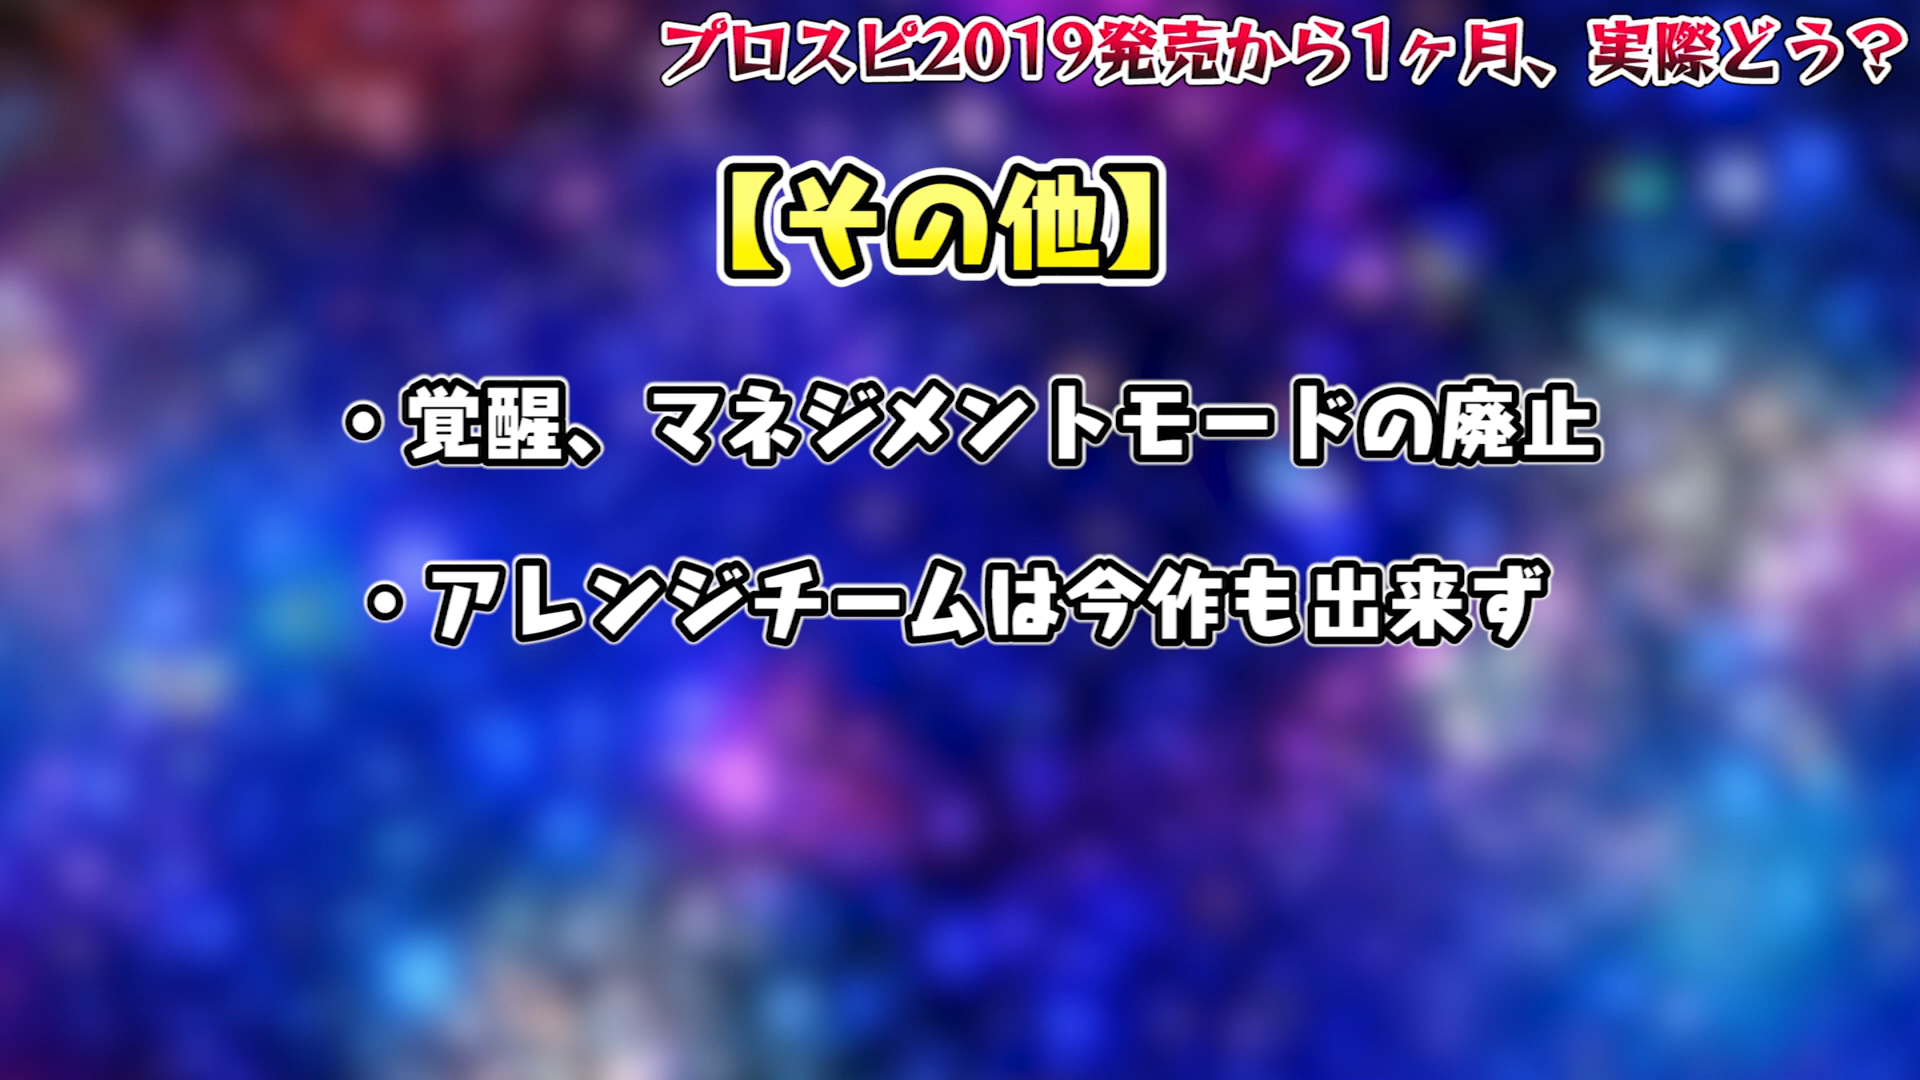 プロスピ2019発売から1ヶ月、実際どう？
【その他】
・覚醒、マネジメントモードの廃止
・アレンジチームは今作も出来ず